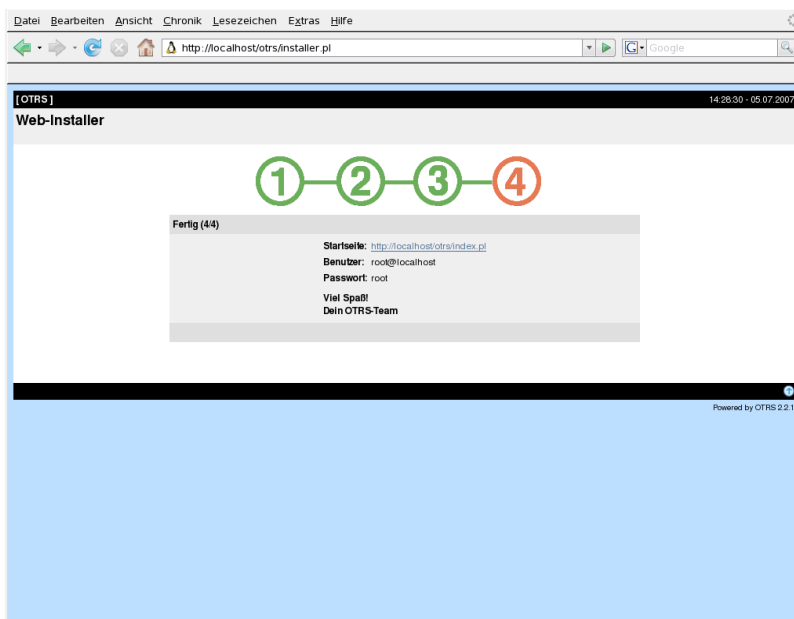 Datei Bearbeiten Ansicht Chronik Lesezeichen Extras Hilfe
http://localhost/otrs/installer.pl G Google
[ OTRS ] 14:28:30 - 05.07.2007
Web-Installer
1 2 3 4
Fertig (4/4)
Startseite: http://localhost/otrs/index.pl
Benutzer: root@localhost
Passwort: root
Viel Spaß!
Dein OTRS-Team
Powered by OTRS 2.2.1